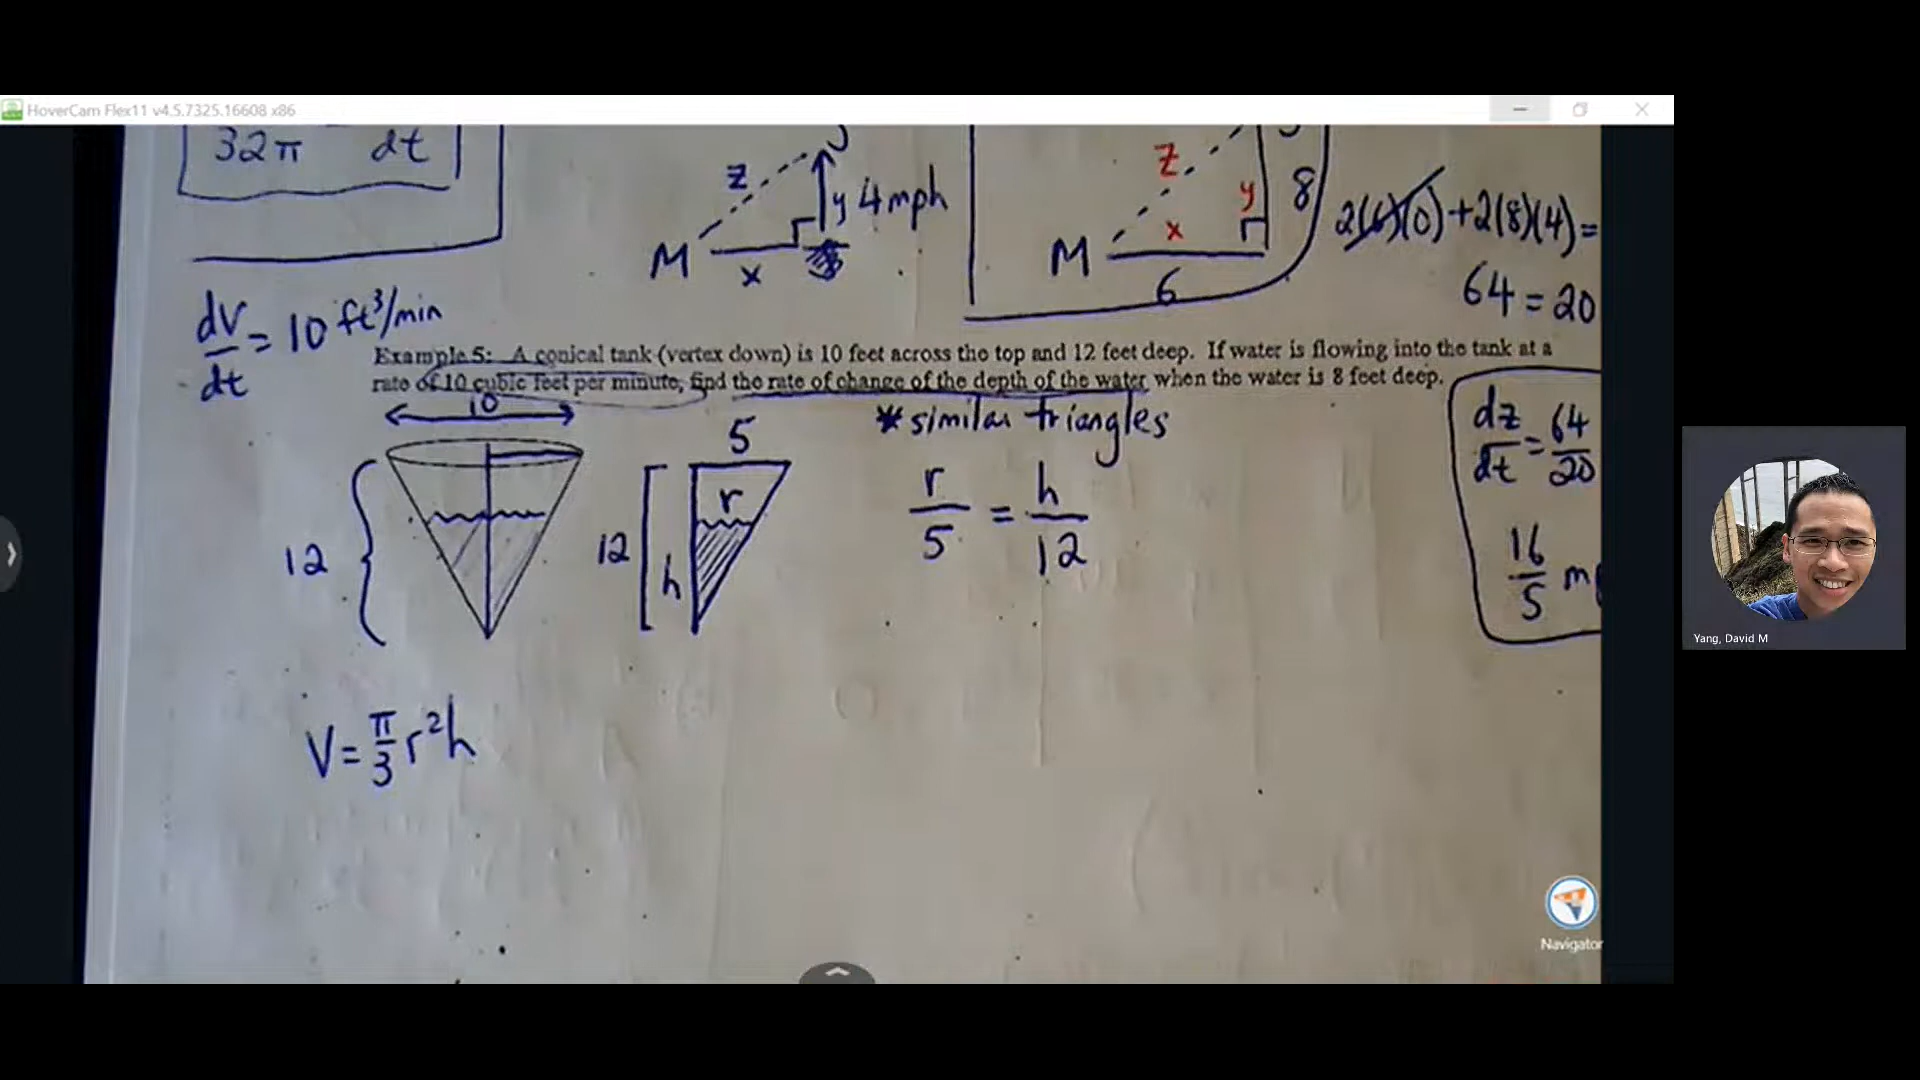 HoverCam Flex11 v4.5.7325.16608 x86
32π dt
z
y 4mph
M
x
z
y
8
M
x
6
2(6)(0)+2(8)(4)=
64=20
dV/dt = 10 ft³/min
Example 5: A conical tank (vertex down) is 10 feet across the top and 12 feet deep. If water is flowing into the tank at a
rate of 10 cubic feet per minute, find the rate of change of the depth of the water when the water is 8 feet deep.
10
12
5
r
12
h
* similar triangles
r/5 = h/12
dz/dt = 64/20
16/5
V = π/3 r²h
Yang, David M
Navigator